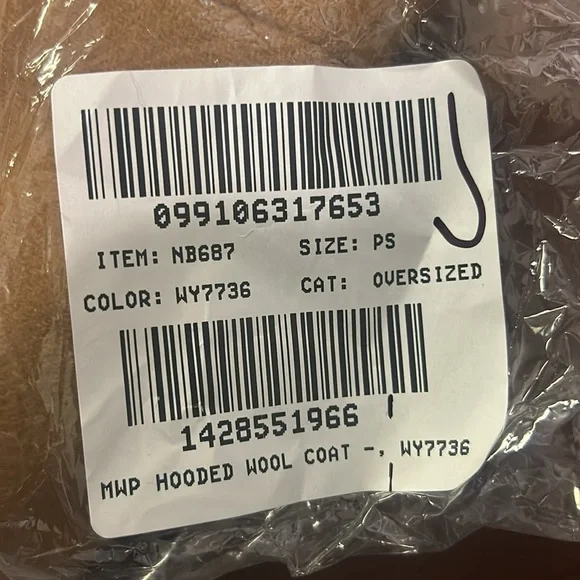 099106317653
ITEM: NB687 SIZE: PS
COLOR: WY7736 CAT: OVERSIZED
1428551966
MWP HOODED WOOL COAT -, WY7736